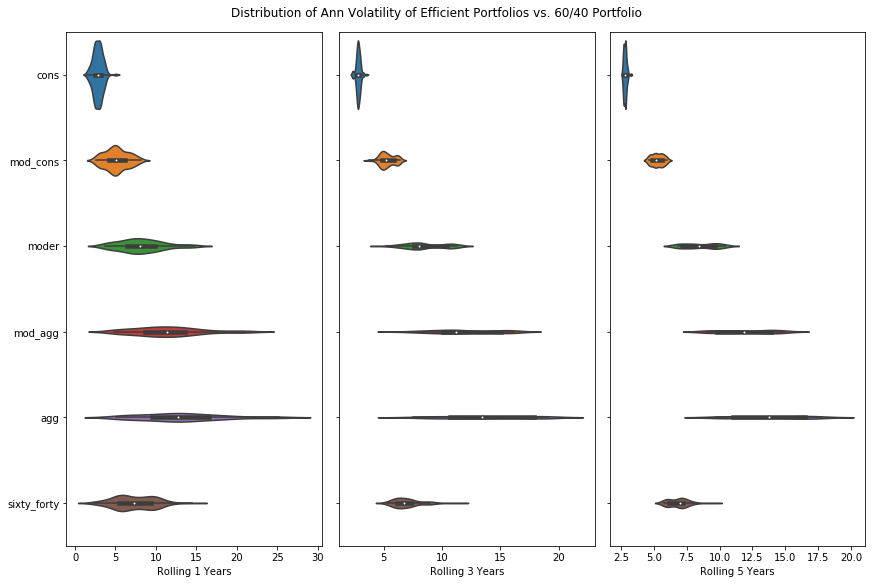 Distribution of Ann Volatility of Efficient Portfolios vs. 60/40 Portfolio
cons
mod_cons
moder
mod_agg
agg
sixty_forty
0 5 10 15 20 25 30
Rolling 1 Years
5 10 15 20
Rolling 3 Years
2.5 5.0 7.5 10.0 12.5 15.0 17.5 20.0
Rolling 5 Years